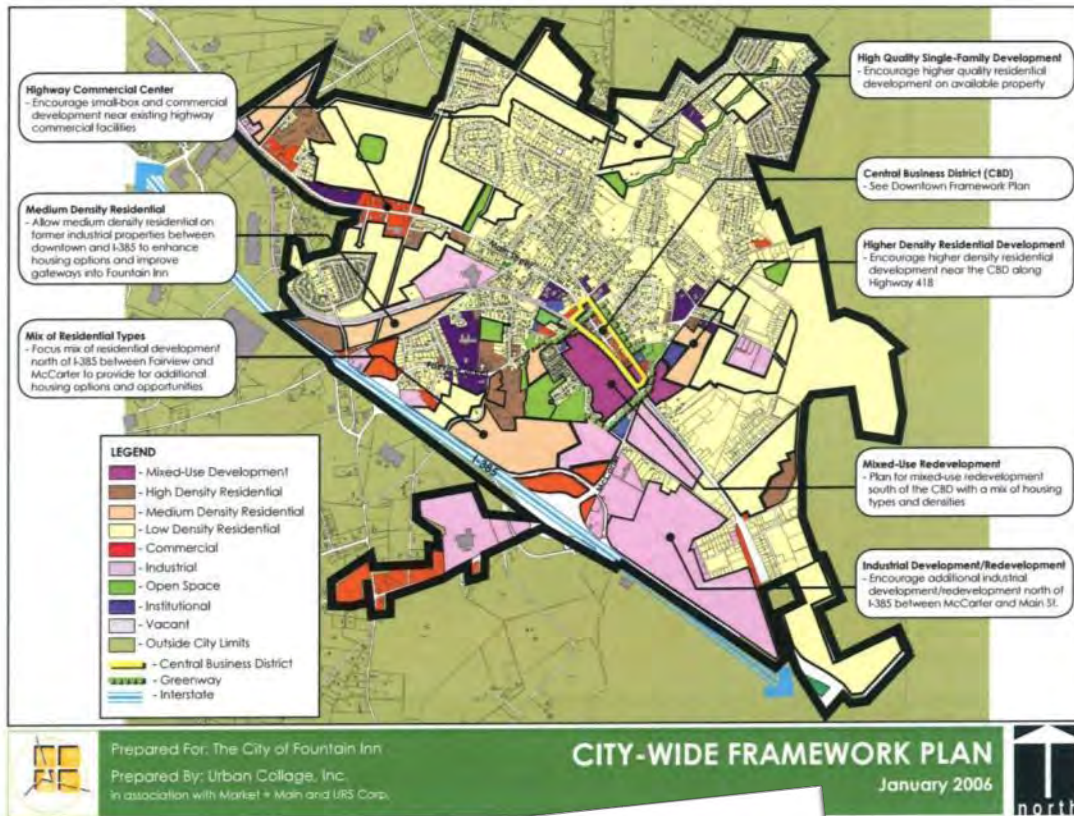 Highway Commercial Center
- Encourage small-box and commercial
development near existing highway
commercial facilities
Medium Density Residential
- Allow medium density residential on
former industrial properties between
downtown and I-385 to enhance
housing options and improve
gateways into Fountain Inn
Mix of Residential Types
- Focus mix of residential development
north of I-385 between Fairview and
McCarter to provide for additional
housing options and opportunities
High Quality Single-Family Development
- Encourage higher quality residential
development on available property
Central Business District (CBD)
- See Downtown Framework Plan
Higher Density Residential Development
- Encourage higher density residential
development near the CBD along
Highway 418
Mixed-Use Redevelopment
- Plan for mixed-use redevelopment
south of the CBD with a mix of housing
types and densities
Industrial Development/Redevelopment
- Encourage additional industrial
development/redevelopment north of
I-385 between McCarter and Main St.
I-385
LEGEND
- Mixed-Use Development
- High Density Residential
- Medium Density Residential
- Low Density Residential
- Commercial
- Industrial
- Open Space
- Institutional
- Vacant
- Outside City Limits
- Central Business District
- Greenway
- Interstate
Prepared For: The City of Fountain Inn
Prepared By: Urban Collage, Inc.
in association with Market + Main and URS Corp.
CITY-WIDE FRAMEWORK PLAN
January 2006
north